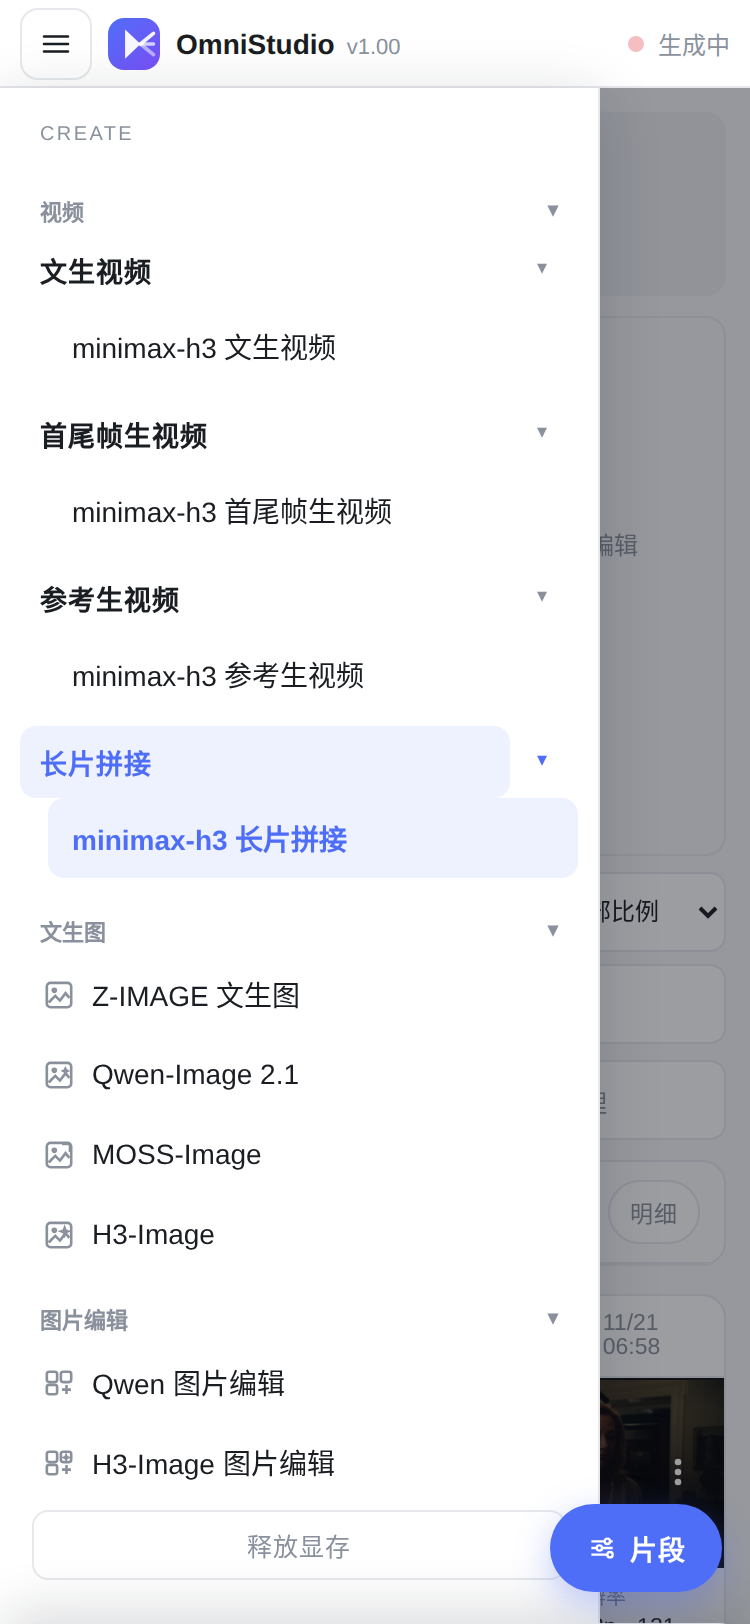 OmniStudio v1.00
生成中
CREATE
视频
文生视频
minimax-h3 文生视频
首尾帧生视频
minimax-h3 首尾帧生视频
编辑
参考生视频
minimax-h3 参考生视频
长片拼接
minimax-h3 长片拼接
部比例
文生图
Z-IMAGE 文生图
Qwen-Image 2.1
MOSS-Image
H3-Image
明细
图片编辑
11/21
06:58
Qwen 图片编辑
H3-Image 图片编辑
释放显存
片段